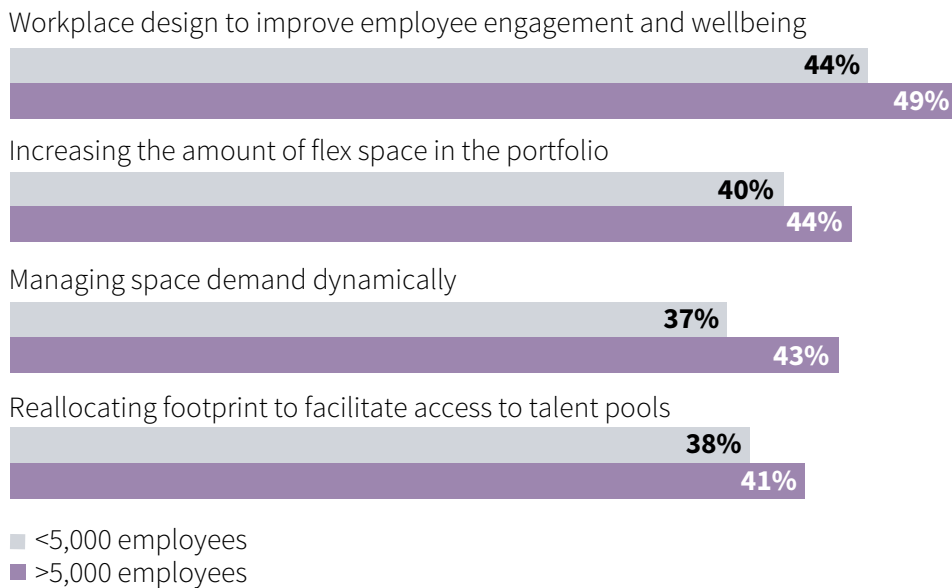 Workplace design to improve employee engagement and wellbeing
44%
49%
Increasing the amount of flex space in the portfolio
40%
44%
Managing space demand dynamically
37%
43%
Reallocating footprint to facilitate access to talent pools
38%
41%
<5,000 employees
>5,000 employees